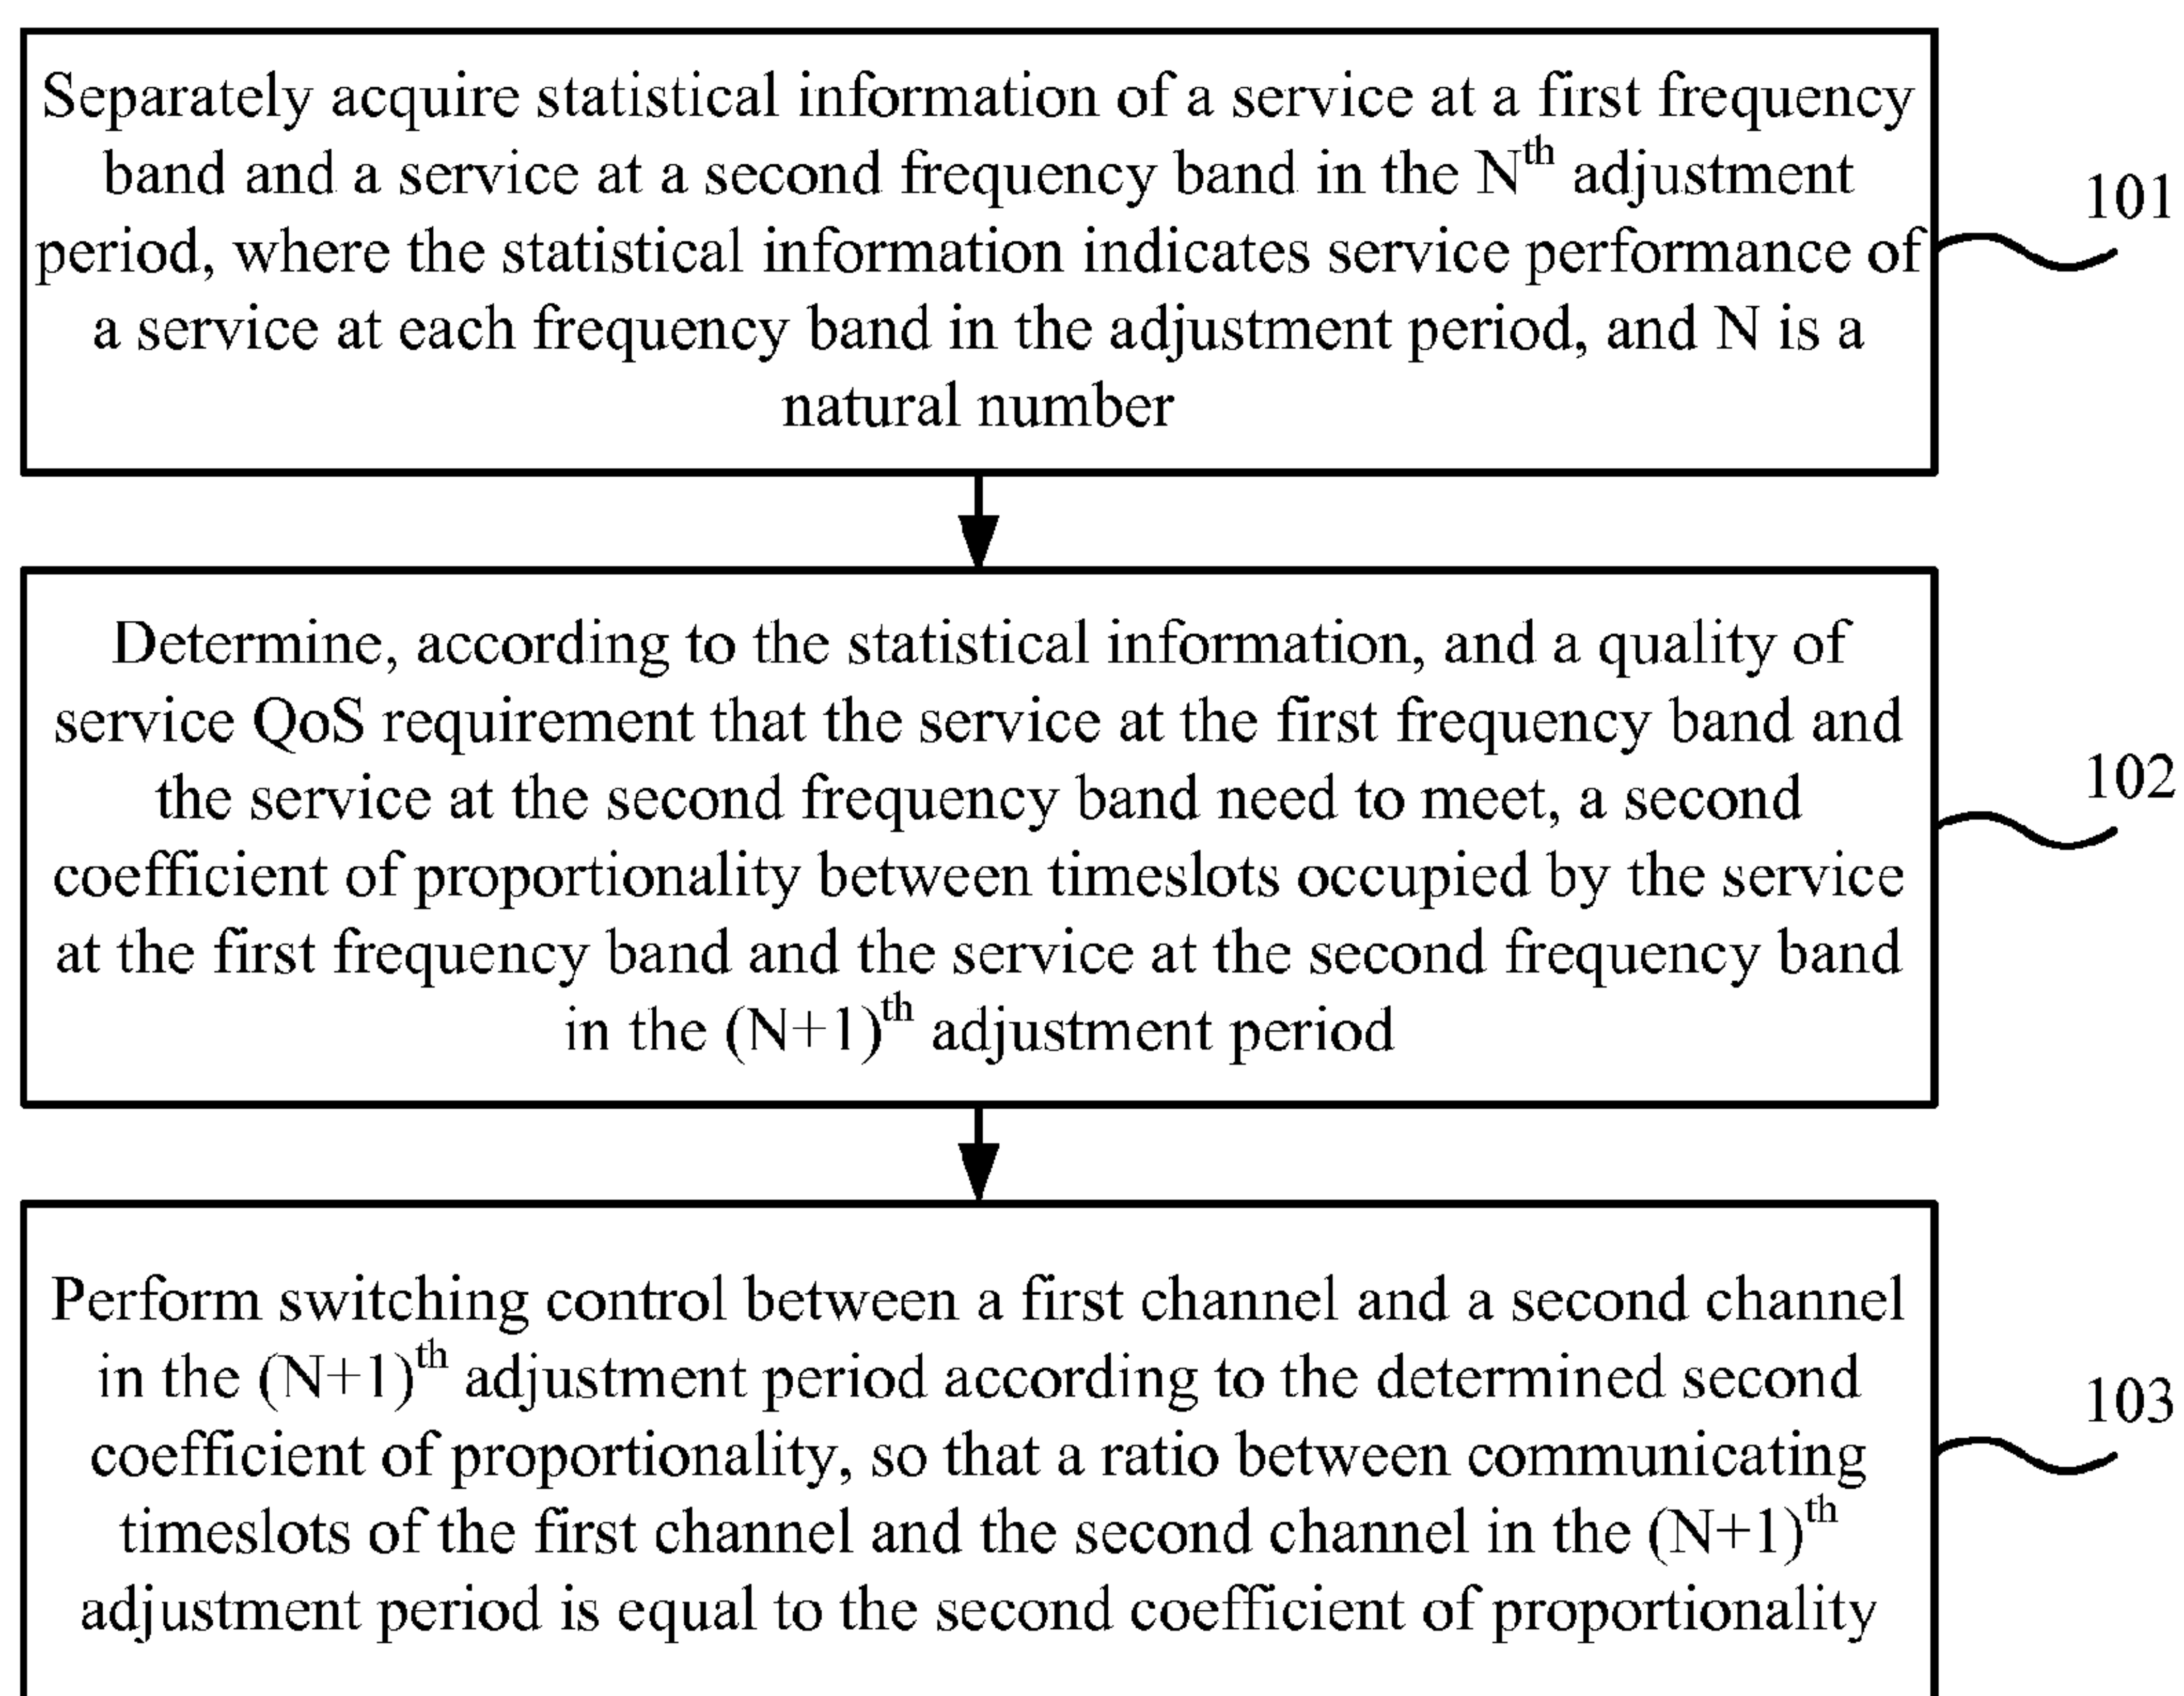 Separately acquire statistical information of a service at a first frequency
band and a service at a second frequency band in the Nth adjustment
period, where the statistical information indicates service performance of
a service at each frequency band in the adjustment period, and N is a
natural number
101
Determine, according to the statistical information, and a quality of
service QoS requirement that the service at the first frequency band and
the service at the second frequency band need to meet, a second
coefficient of proportionality between timeslots occupied by the service
at the first frequency band and the service at the second frequency band
in the (N+1)th adjustment period
102
Perform switching control between a first channel and a second channel
in the (N+1)th adjustment period according to the determined second
coefficient of proportionality, so that a ratio between communicating
timeslots of the first channel and the second channel in the (N+1)th
adjustment period is equal to the second coefficient of proportionality
103